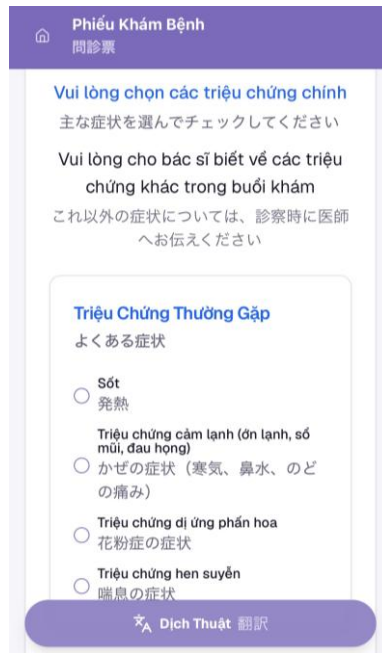 Phiếu Khám Bệnh
問診票
Vui lòng chọn các triệu chứng chính
主な症状を選んでチェックしてください
Vui lòng cho bác sĩ biết về các triệu
chứng khác trong buổi khám
これ以外の症状については、診察時に医師
へお伝えください
Triệu Chứng Thường Gặp
よくある症状
Sốt
発熱
Triệu chứng cảm lạnh (ớn lạnh, sổ
mũi, đau họng)
かぜの症状（寒気、鼻水、のど
の痛み）
Triệu chứng dị ứng phấn hoa
花粉症の症状
Triệu chứng hen suyễn
喘息の症状
Dịch Thuật 翻訳